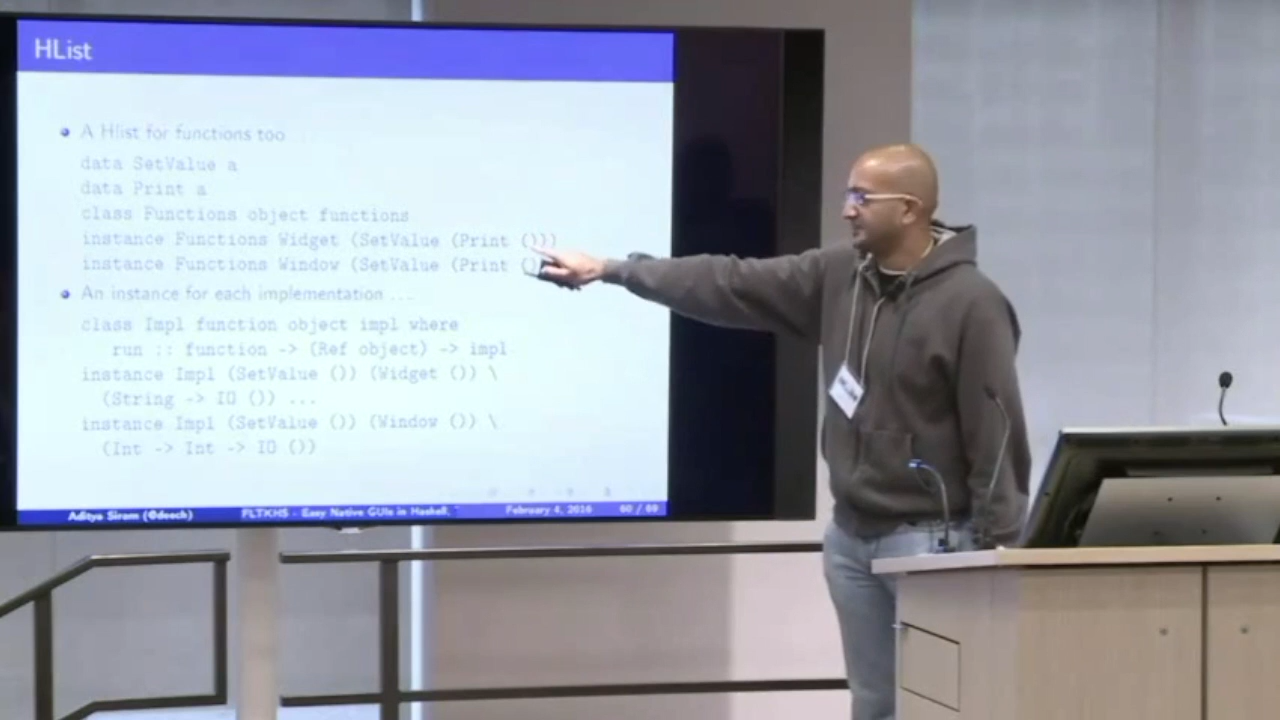 HList
A Hlist for functions too ...
data SetValue a
data Print a
class Functions object functions
instance Functions Widget (SetValue (Print ()))
instance Functions Window (SetValue (Print ()
An instance for each implementation ...
class Impl function object impl where
run :: function -> (Ref object) -> impl
instance Impl (SetValue ()) (Widget ()) \
(String -> IO ()) ...
instance Impl (SetValue ()) (Window ()) \
(Int -> Int -> IO ())
Aditya Siram (@deech) FLTKHS - Easy Native GUIs in Haskell. February 4, 2016 60 / 69